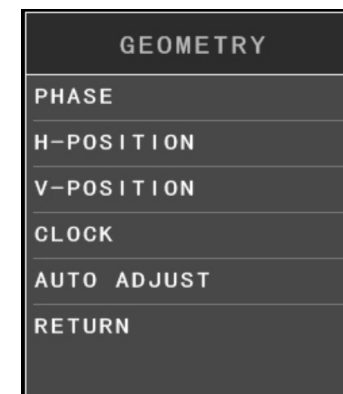 GEOMETRY
PHASE
H-POSITION
V-POSITION
CLOCK
AUTO ADJUST
RETURN